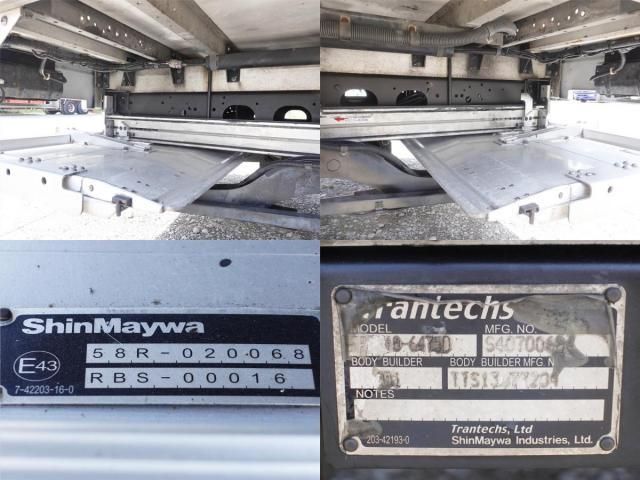 ShinMaywa
E43
58R-020068
RBS-00016
7-42203-16-0
Trantechs
MODEL
MFG. NO.
BODY BUILDER
BODY BUILDER MFG. N
NOTES
Trantechs, Ltd
203-42193-0
ShinMaywa Industries, Ltd.